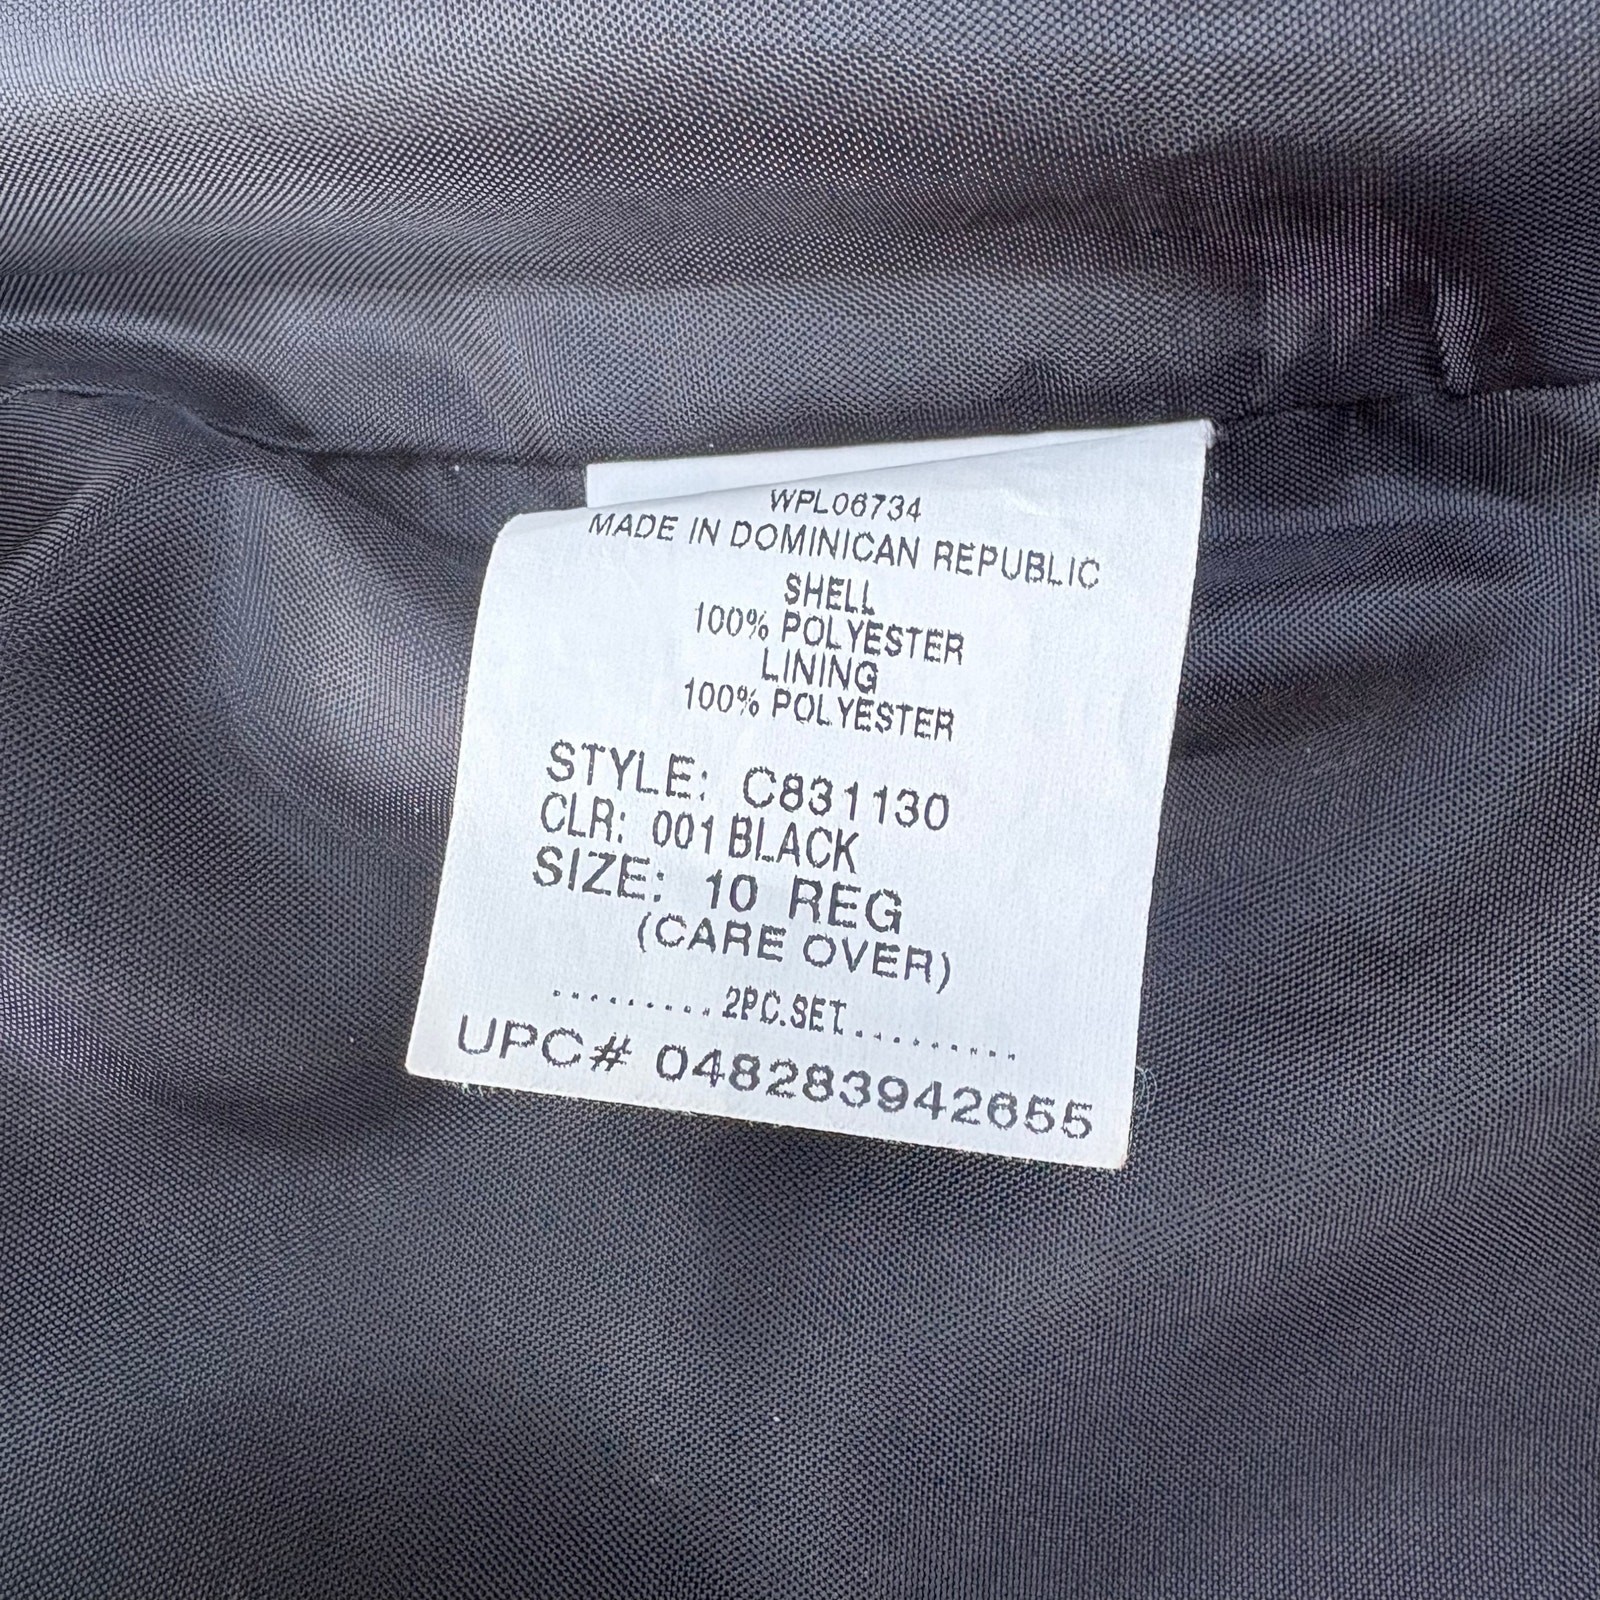 WPL06734
MADE IN DOMINICAN REPUBLIC
SHELL
100% POLYESTER
LINING
100% POLYESTER
STYLE: C831130
CLR: 001 BLACK
SIZE: 10 REG
(CARE OVER)
.........2PC.SET.........
UPC# 048283942655